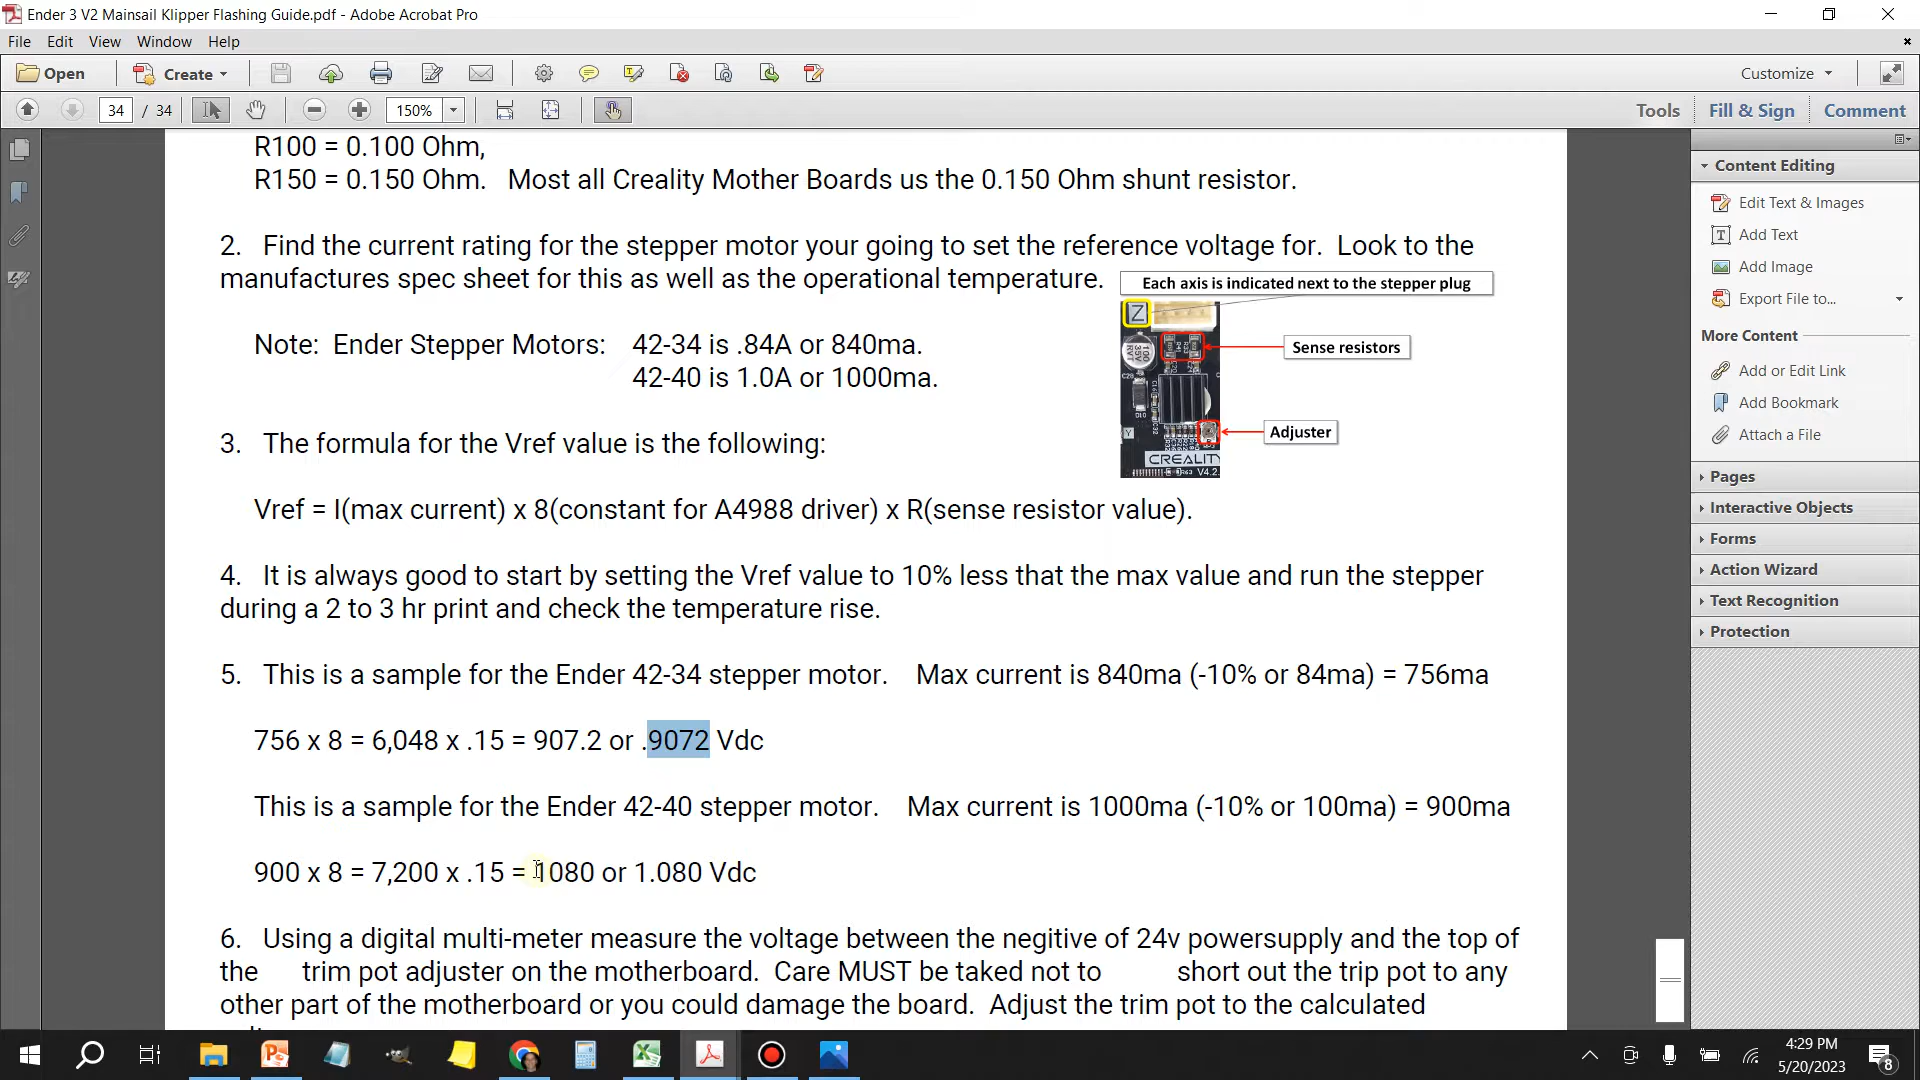 Ender 3 V2 Mainsail Klipper Flashing Guide.pdf - Adobe Acrobat Pro
File Edit View Window Help
Open Create Customize
34 / 34 150% Tools Fill & Sign Comment
R100 = 0.100 Ohm,
R150 = 0.150 Ohm. Most all Creality Mother Boards us the 0.150 Ohm shunt resistor.
2. Find the current rating for the stepper motor your going to set the reference voltage for. Look to the
manufactures spec sheet for this as well as the operational temperature.
Each axis is indicated next to the stepper plug
Z
Sense resistors
Adjuster
CREALITY
V4.2.
Note: Ender Stepper Motors: 42-34 is .84A or 840ma.
42-40 is 1.0A or 1000ma.
3. The formula for the Vref value is the following:
Vref = I(max current) x 8(constant for A4988 driver) x R(sense resistor value).
4. It is always good to start by setting the Vref value to 10% less that the max value and run the stepper
during a 2 to 3 hr print and check the temperature rise.
5. This is a sample for the Ender 42-34 stepper motor. Max current is 840ma (-10% or 84ma) = 756ma
756 x 8 = 6,048 x .15 = 907.2 or .9072 Vdc
This is a sample for the Ender 42-40 stepper motor. Max current is 1000ma (-10% or 100ma) = 900ma
900 x 8 = 7,200 x .15 = 1080 or 1.080 Vdc
6. Using a digital multi-meter measure the voltage between the negitive of 24v powersupply and the top of
the trim pot adjuster on the motherboard. Care MUST be taked not to short out the trip pot to any
other part of the motherboard or you could damage the board. Adjust the trim pot to the calculated
Content Editing
Edit Text & Images
Add Text
Add Image
Export File to...
More Content
Add or Edit Link
Add Bookmark
Attach a File
Pages
Interactive Objects
Forms
Action Wizard
Text Recognition
Protection
4:29 PM
5/20/2023
8